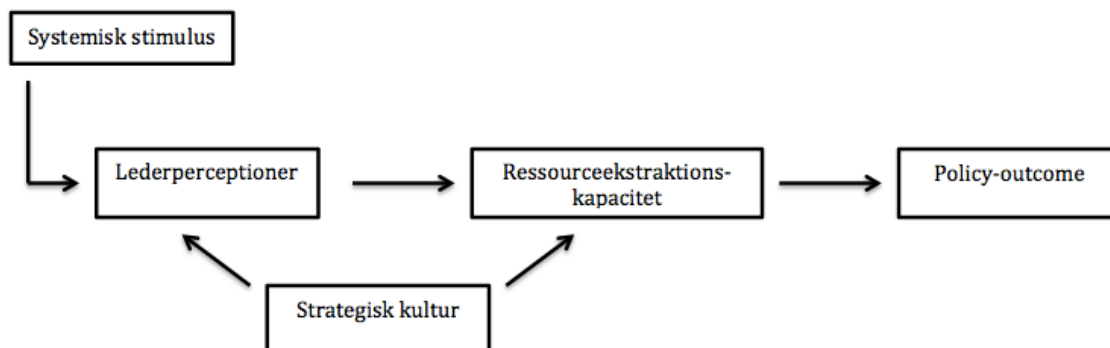 Systemisk stimulus
Lederperceptioner
Ressourceekstraktions-
kapacitet
Policy-outcome
Strategisk kultur